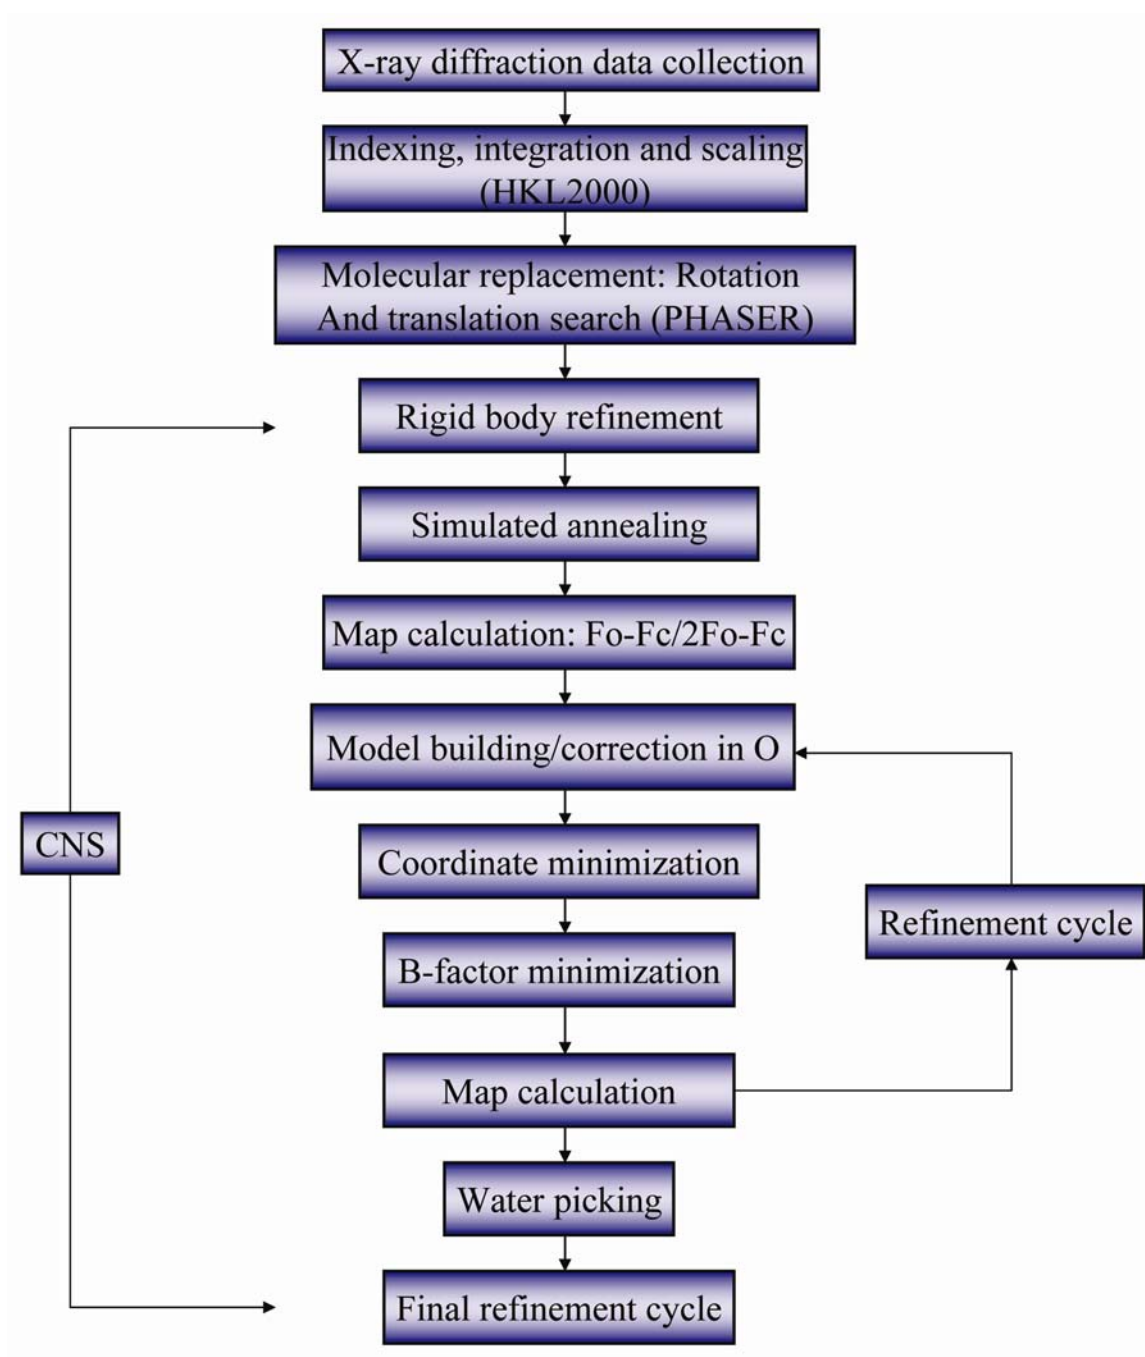 X-ray diffraction data collection
Indexing, integration and scaling
(HKL2000)
Molecular replacement: Rotation
And translation search (PHASER)
Rigid body refinement
Simulated annealing
Map calculation: Fo-Fc/2Fo-Fc
Model building/correction in O
CNS
Coordinate minimization
Refinement cycle
B-factor minimization
Map calculation
Water picking
Final refinement cycle